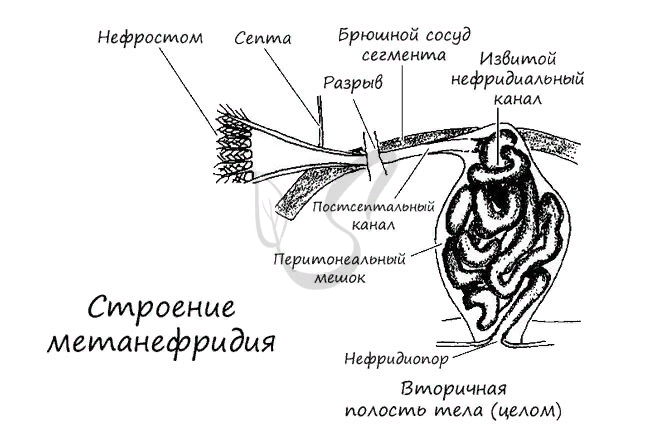 Нефростом
Септа
Брюшной сосуд
сегмента
Разрыв
Извитой
нефридиальный
канал
Постсептальный
канал
Перитонеальный
мешок
Строение
метанефридия
Нефридиопор
Вторичная
полость тела (целом)